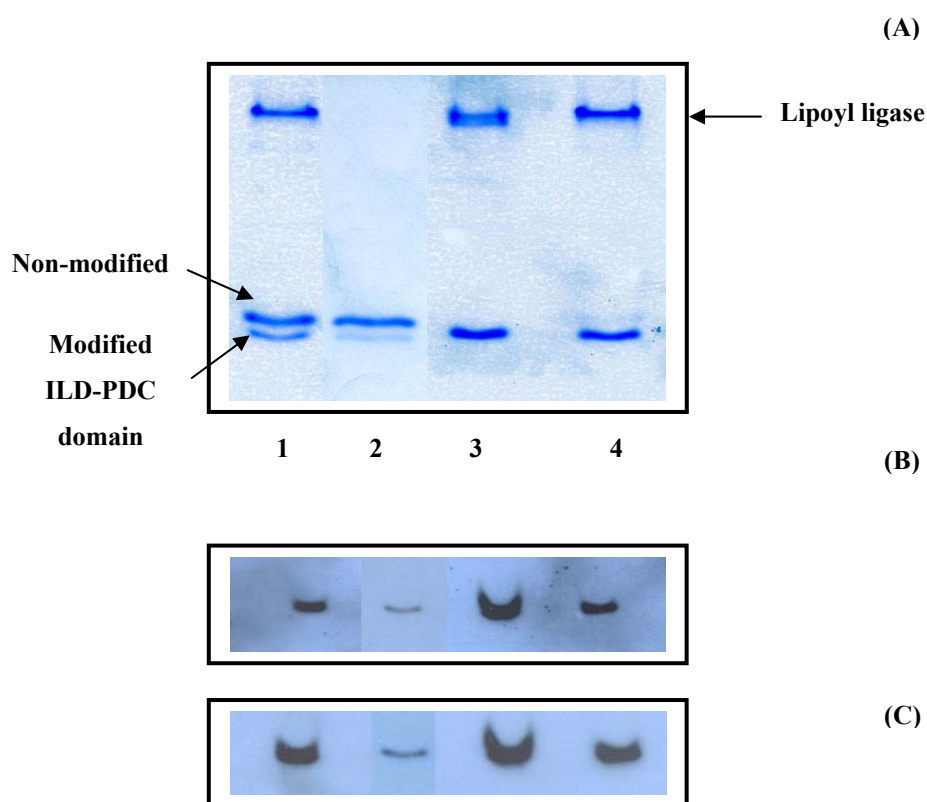 (A)
Lipoyl ligase
Non-modified
Modified
ILD-PDC
domain
1 2 3 4
(B)
(C)